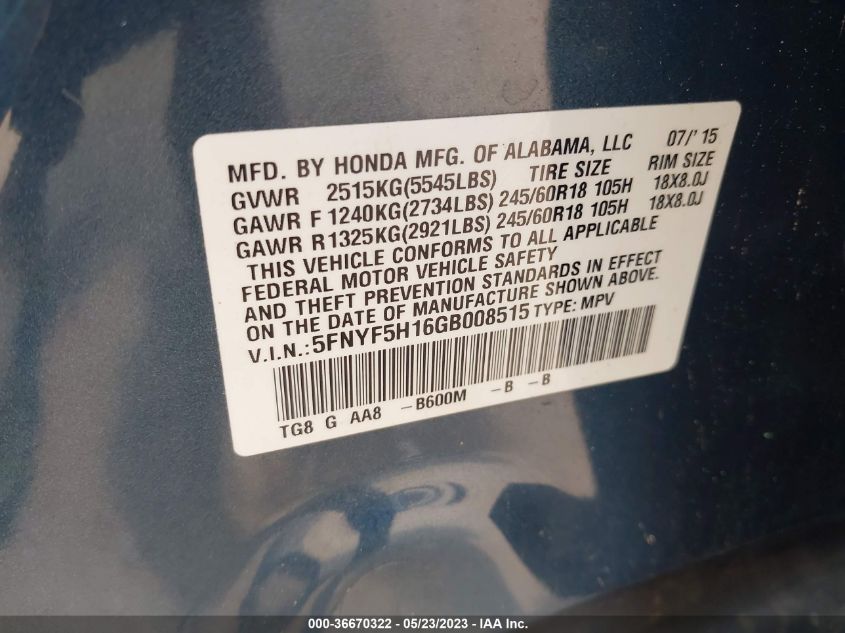 MFD. BY HONDA MFG. OF ALABAMA, LLC 07/'15
GVWR 2515KG(5545LBS) TIRE SIZE RIM SIZE
GAWR F 1240KG(2734LBS) 245/60R18 105H 18X8.0J
GAWR R 1325KG(2921LBS) 245/60R18 105H 18X8.0J
THIS VEHICLE CONFORMS TO ALL APPLICABLE
FEDERAL MOTOR VEHICLE SAFETY
AND THEFT PREVENTION STANDARDS IN EFFECT
ON THE DATE OF MANUFACTURE SHOWN ABOVE.
V.I.N.: 5FNYF5H16GB008515 TYPE: MPV
TG8 G AA8 -B600M -B -B
000-36670322 - 05/23/2023 - IAA Inc.